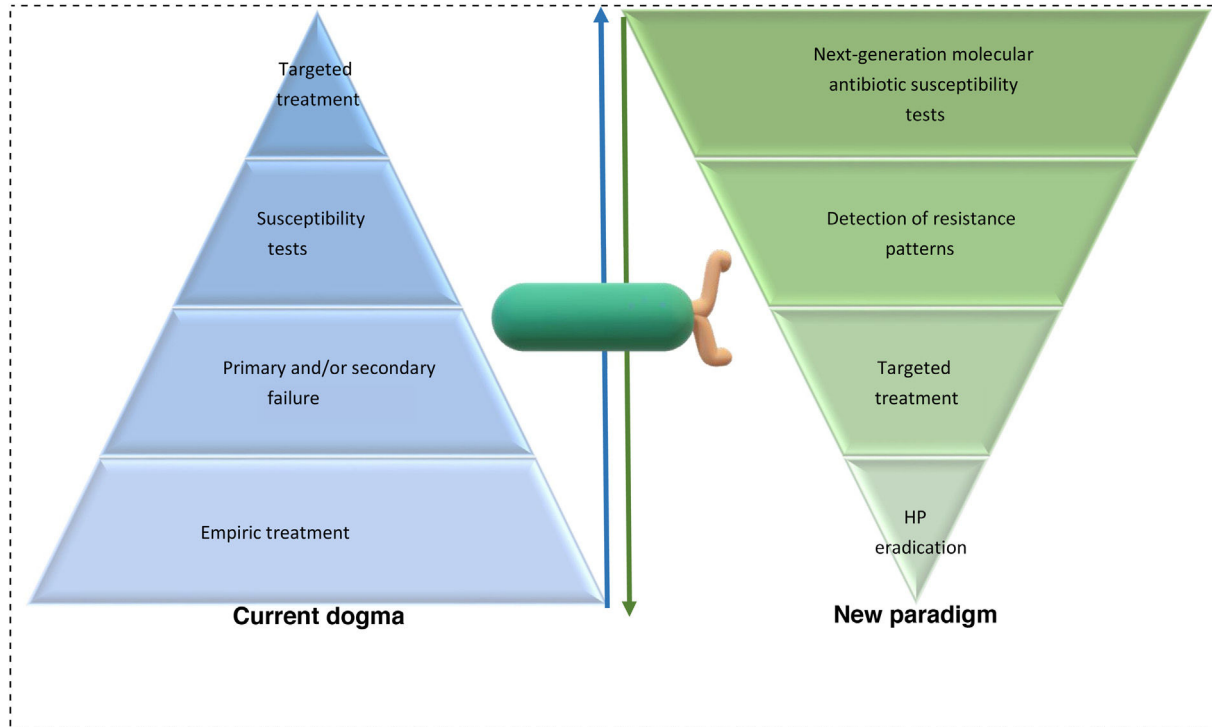 Targeted
treatment
Susceptibility
tests
Primary and/or secondary
failure
Empiric treatment
Current dogma
Next-generation molecular
antibiotic susceptibility
tests
Detection of resistance
patterns
Targeted
treatment
HP
eradication
New paradigm